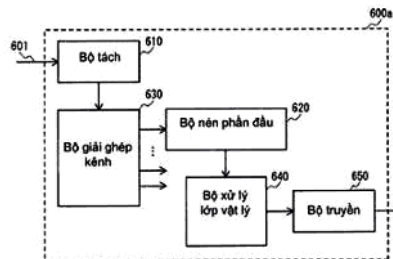 600a
601
610
Bộ tách
630
Bộ giải ghép
kênh
620
Bộ nén phần đầu
640
Bộ xử lý
lớp vật lý
650
Bộ truyền